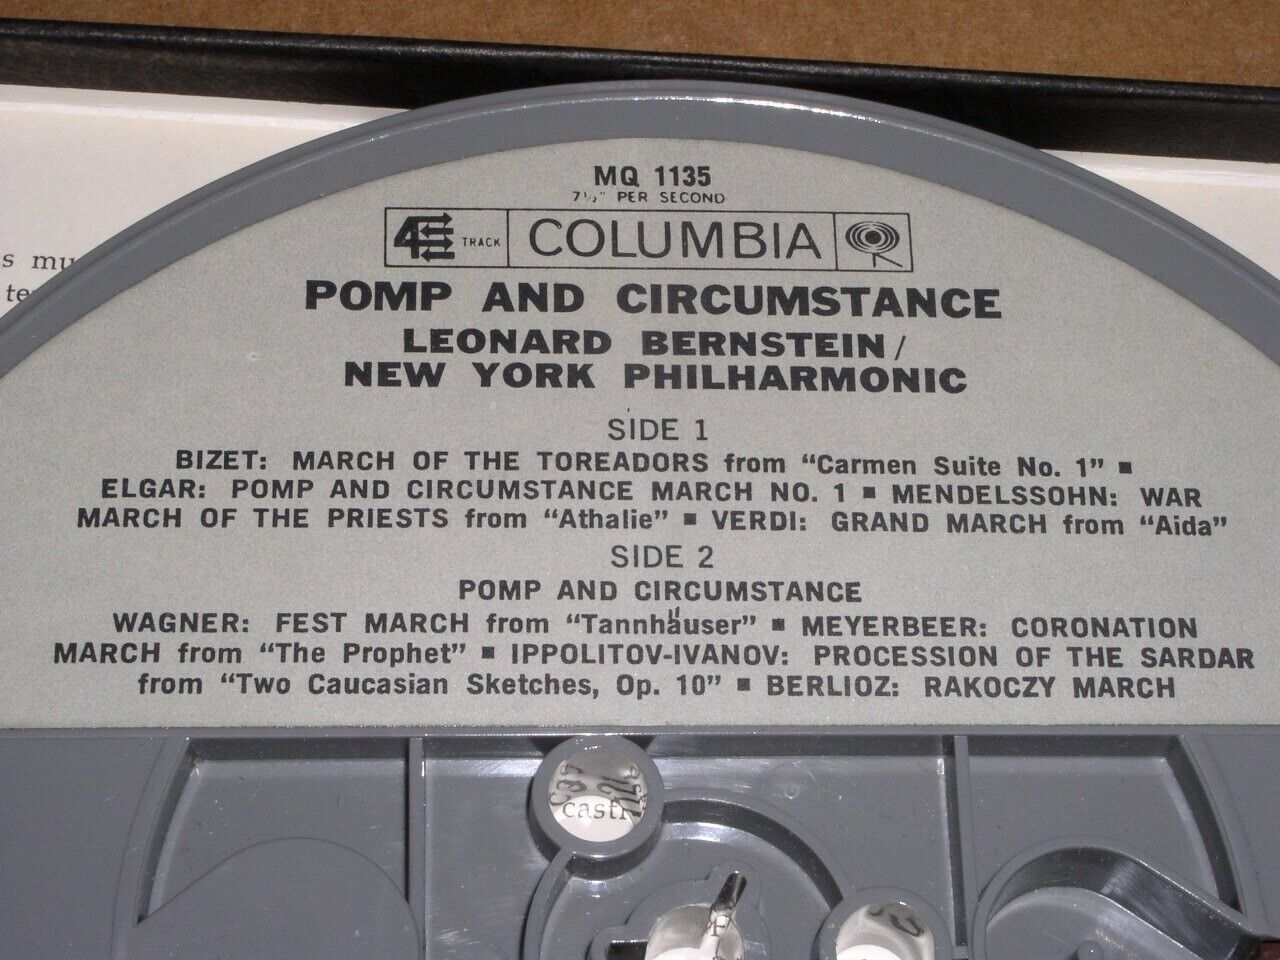 MQ 1135
7½" PER SECOND
4 TRACK COLUMBIA
POMP AND CIRCUMSTANCE
LEONARD BERNSTEIN/
NEW YORK PHILHARMONIC
SIDE 1
BIZET: MARCH OF THE TOREADORS from "Carmen Suite No. 1" ■
ELGAR: POMP AND CIRCUMSTANCE MARCH NO. 1 ■ MENDELSSOHN: WAR
MARCH OF THE PRIESTS from "Athalie" ■ VERDI: GRAND MARCH from "Aida"
SIDE 2
POMP AND CIRCUMSTANCE
WAGNER: FEST MARCH from "Tannhäuser" ■ MEYERBEER: CORONATION
MARCH from "The Prophet" ■ IPPOLITOV-IVANOV: PROCESSION OF THE SARDAR
from "Two Caucasian Sketches, Op. 10" ■ BERLIOZ: RAKOCZY MARCH